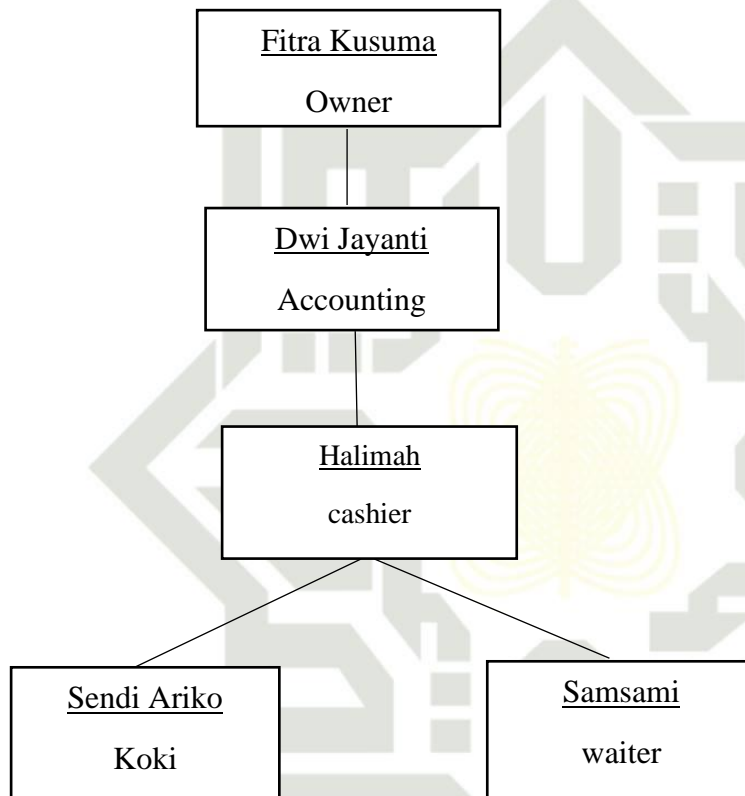 Fitra Kusuma
Owner
Dwi Jayanti
Accounting
Halimah
cashier
Sendi Ariko
Koki
Samsami
waiter